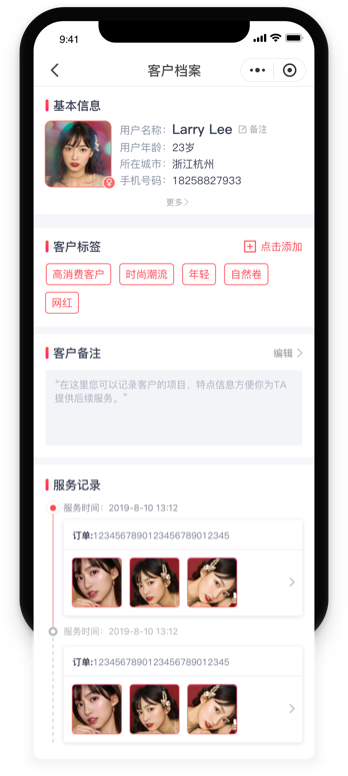 9:41
客户档案
基本信息
用户名称：Larry Lee 备注
用户年龄：23岁
所在城市：浙江杭州
手机号码：18258827933
更多
客户标签 点击添加
高消费客户 时尚潮流 年轻 自然卷
网红
客户备注 编辑
“在这里您可以记录客户的项目、特点信息方便你为TA
提供后续服务。”
服务记录
服务时间：2019-8-10 13:12
订单:1234567890123456789012345
服务时间：2019-8-10 13:12
订单:1234567890123456789012345